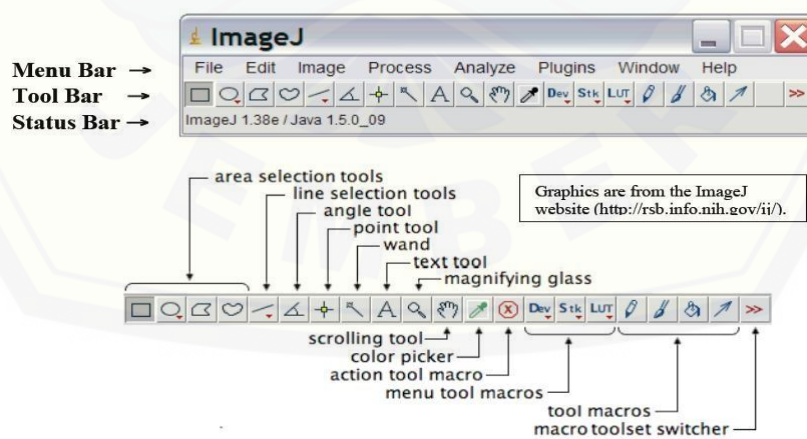 ImageJ
Menu Bar → File Edit Image Process Analyze Plugins Window Help
Tool Bar → A Dev Stk LUT >>
Status Bar → ImageJ 1.38e / Java 1.5.0_09
area selection tools
line selection tools
angle tool
point tool
wand
text tool
magnifying glass
Graphics are from the ImageJ
website (http://rsb.info.nih.gov/ij/).
A X Dev Stk LUT >>
scrolling tool
color picker
action tool macro
menu tool macros
tool macros
macro toolset switcher